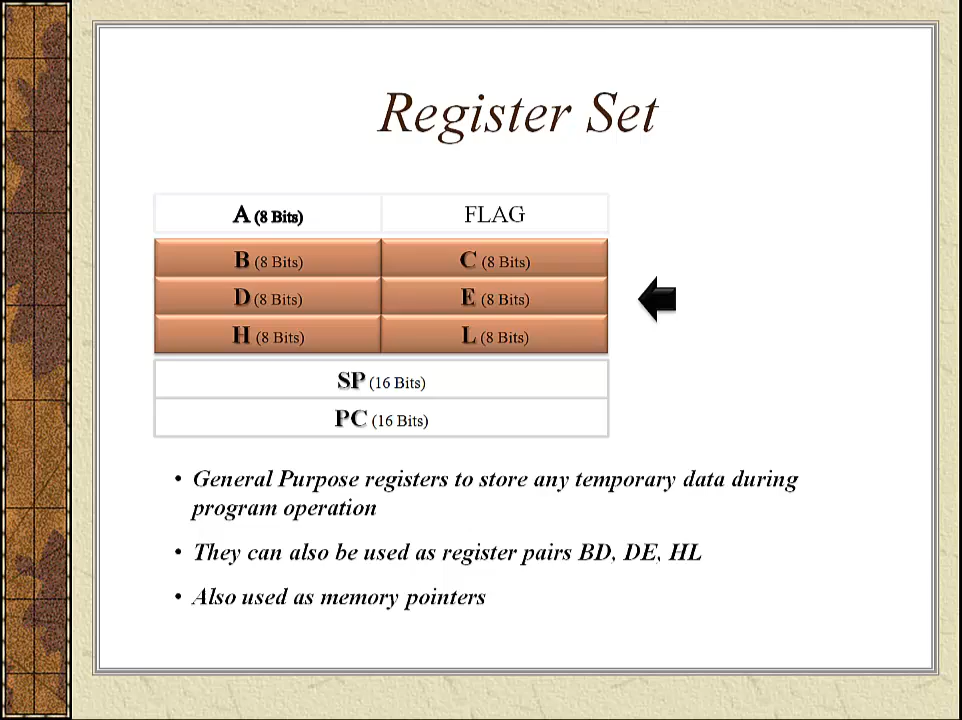 Register Set
A (8 Bits) FLAG
B (8 Bits) C (8 Bits)
D (8 Bits) E (8 Bits)
H (8 Bits) L (8 Bits)
SP (16 Bits)
PC (16 Bits)
• General Purpose registers to store any temporary data during
program operation
• They can also be used as register pairs BD, DE, HL
• Also used as memory pointers